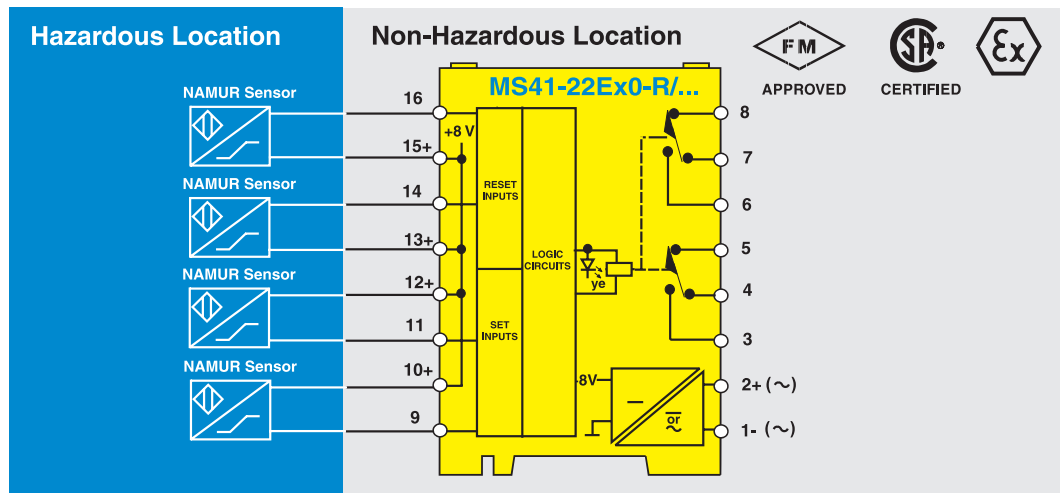 Hazardous Location
Non-Hazardous Location
FM
APPROVED
SA®
CERTIFIED
Ex
MS41-22Ex0-R/...
NAMUR Sensor
16
+8 V
15+
NAMUR Sensor
14
13+
NAMUR Sensor
12+
11
NAMUR Sensor
10+
9
RESET
INPUTS
SET
INPUTS
LOGIC
CIRCUITS
ye
8V
or
8
7
6
5
4
3
2+ (~)
1- (~)